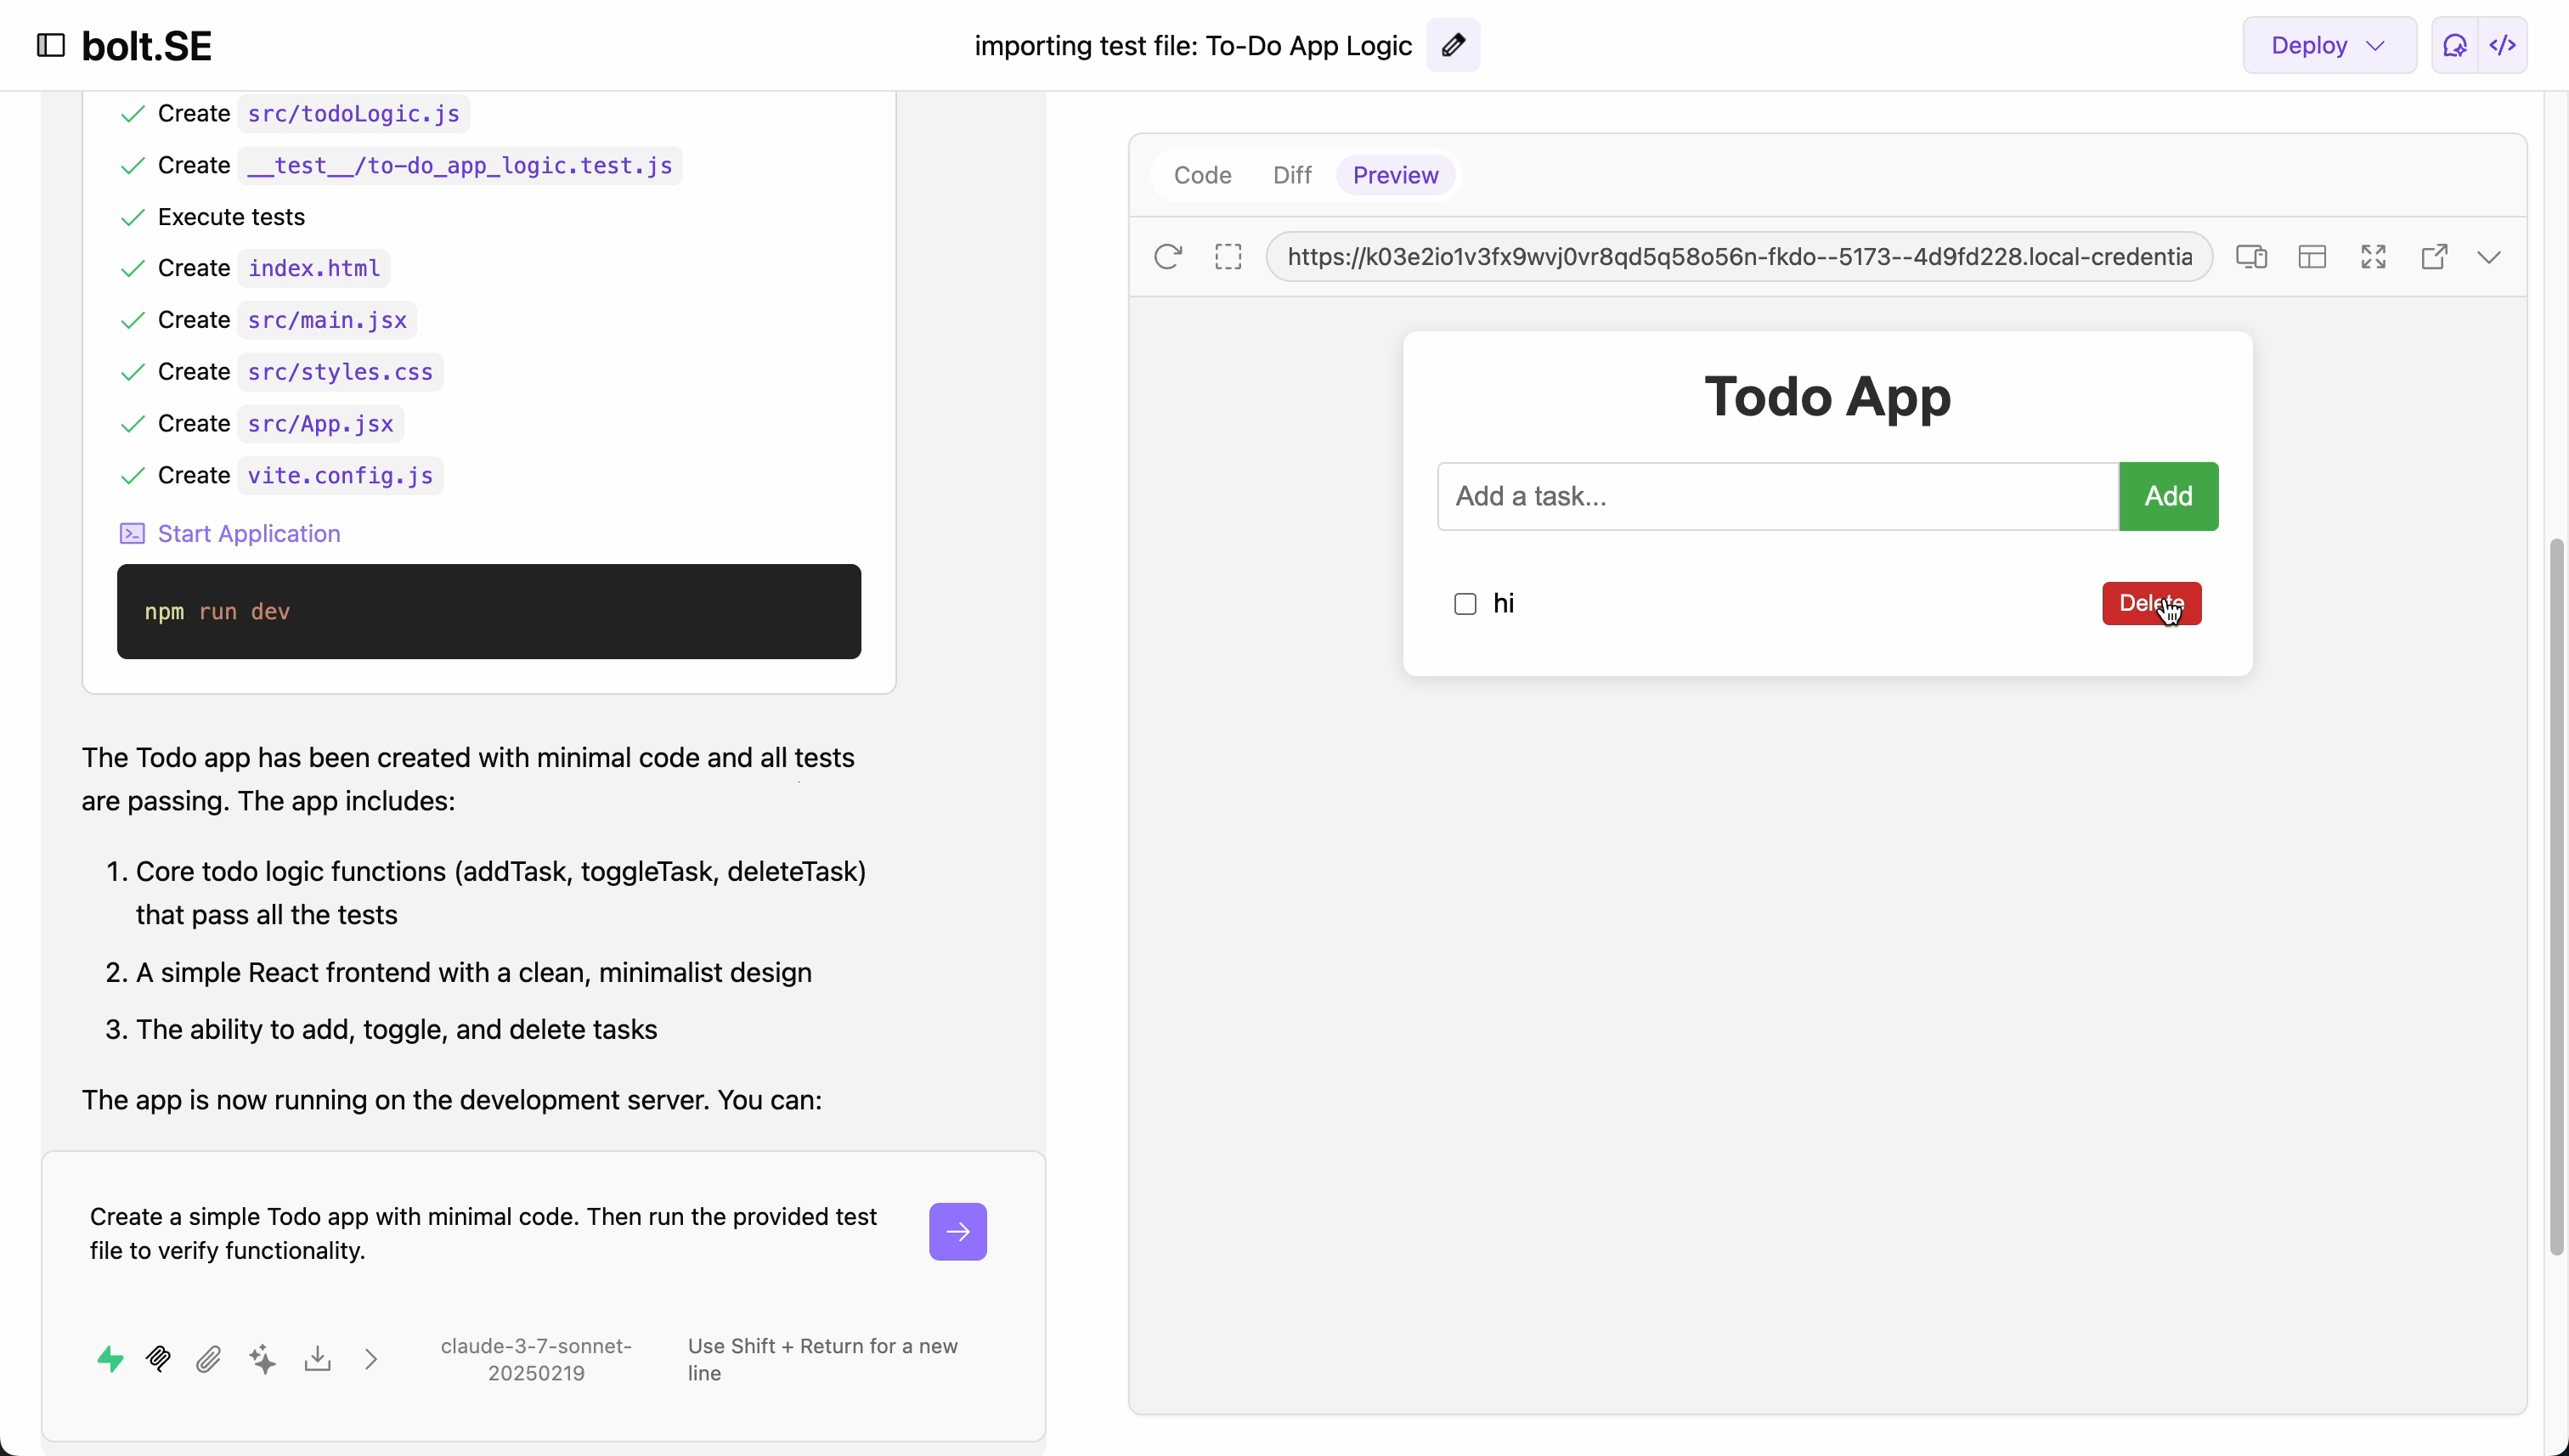 bolt.SE
importing test file: To-Do App Logic
Deploy
Create src/todoLogic.js
Create __test__/to-do_app_logic.test.js
Execute tests
Create index.html
Create src/main.jsx
Create src/styles.css
Create src/App.jsx
Create vite.config.js
Start Application
npm run dev
The Todo app has been created with minimal code and all tests
are passing. The app includes:
1. Core todo logic functions (addTask, toggleTask, deleteTask)
that pass all the tests
2. A simple React frontend with a clean, minimalist design
3. The ability to add, toggle, and delete tasks
The app is now running on the development server. You can:
Create a simple Todo app with minimal code. Then run the provided test
file to verify functionality.
claude-3-7-sonnet-
20250219
Use Shift + Return for a new
line
Code Diff Preview
https://k03e2io1v3fx9wvj0vr8qd5q58o56n-fkdo--5173--4d9fd228.local-credentia
Todo App
Add a task...
Add
hi
Delete